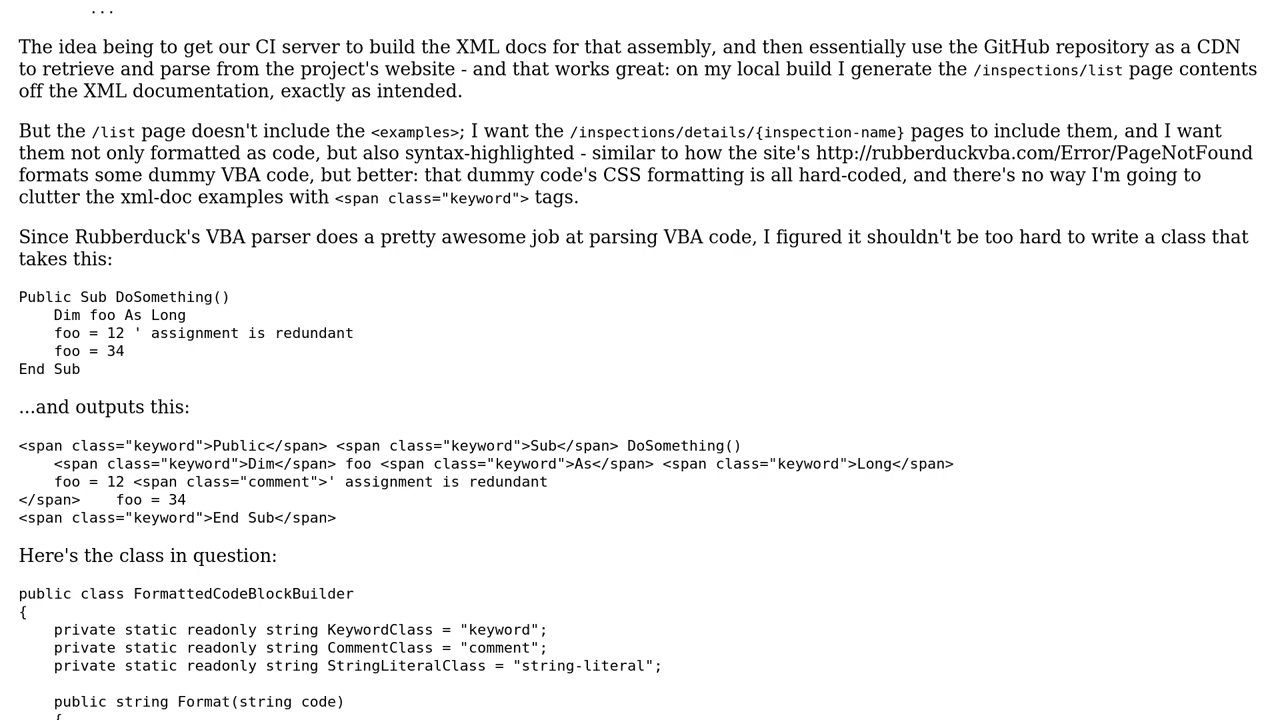 ...
The idea being to get our CI server to build the XML docs for that assembly, and then essentially use the GitHub repository as a CDN
to retrieve and parse from the project's website - and that works great: on my local build I generate the /inspections/list page contents
off the XML documentation, exactly as intended.
But the /list page doesn't include the <examples>; I want the /inspections/details/{inspection-name} pages to include them, and I want
them not only formatted as code, but also syntax-highlighted - similar to how the site's http://rubberduckvba.com/Error/PageNotFound
formats some dummy VBA code, but better: that dummy code's CSS formatting is all hard-coded, and there's no way I'm going to
clutter the xml-doc examples with <span class="keyword"> tags.
Since Rubberduck's VBA parser does a pretty awesome job at parsing VBA code, I figured it shouldn't be too hard to write a class that
takes this:
Public Sub DoSomething()
    Dim foo As Long
    foo = 12 ' assignment is redundant
    foo = 34
End Sub
...and outputs this:
<span class="keyword">Public</span> <span class="keyword">Sub</span> DoSomething()
    <span class="keyword">Dim</span> foo <span class="keyword">As</span> <span class="keyword">Long</span>
    foo = 12 <span class="comment">' assignment is redundant
</span>    foo = 34
<span class="keyword">End Sub</span>
Here's the class in question:
public class FormattedCodeBlockBuilder
{
    private static readonly string KeywordClass = "keyword";
    private static readonly string CommentClass = "comment";
    private static readonly string StringLiteralClass = "string-literal";
    public string Format(string code)
    {